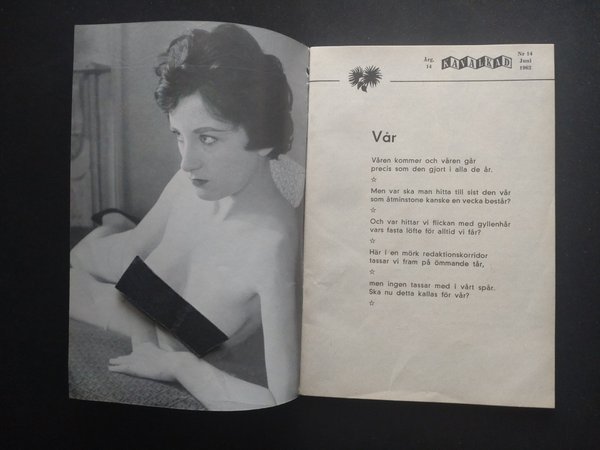 Årg.
14
KAVALKAD
Nr 14
Juni
1963
Vår
Våren kommer och våren går
precis som den gjort i alla de år.
☆
Men var ska man hitta till sist den vår
som åtminstone kanske en vecka består?
☆
Och var hittar vi flickan med gyllenhår
vars fasta löfte för alltid vi får?
☆
Här i en mörk redaktionskorridor
tassar vi fram på ömmande tår,
☆
men ingen tassar med i vårt spår.
Ska nu detta kallas för vår?
☆